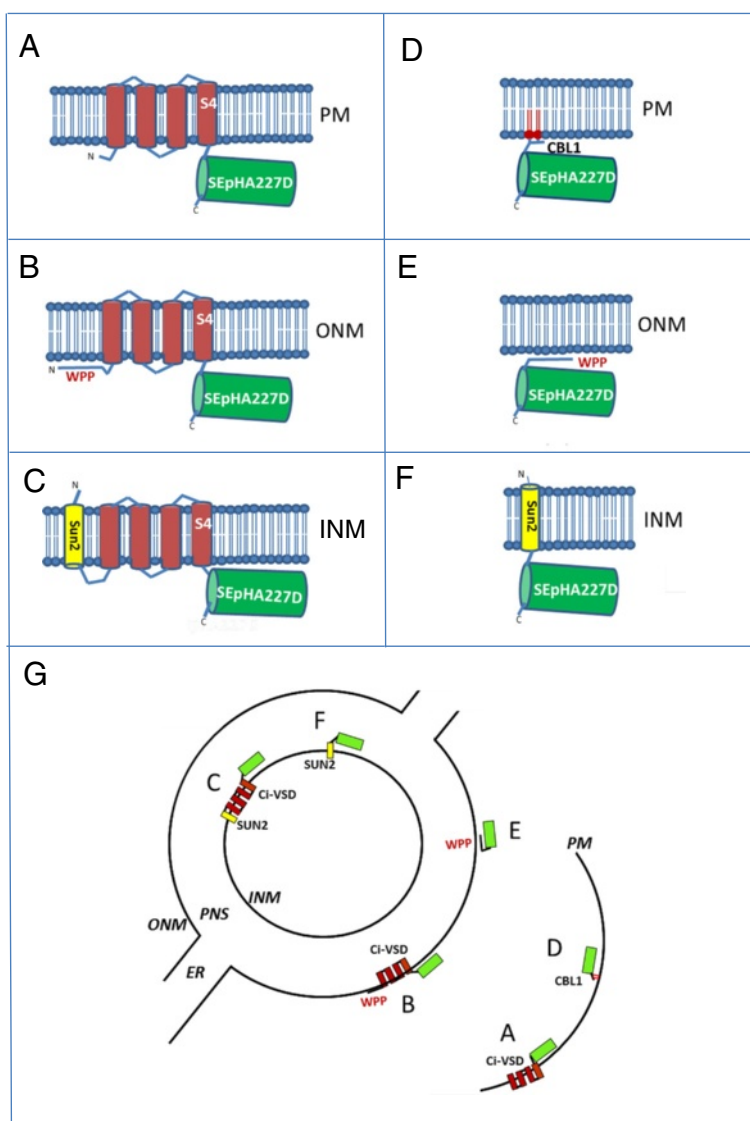 A
S4
PM
N
SEpHA227D
C
D
PM
CBL1
SEpHA227D
C
B
S4
ONM
N
WPP
SEpHA227D
C
E
ONM
WPP
SEpHA227D
C
C
N
Sun2
S4
INM
SEpHA227D
C
F
N
Sun2
INM
SEpHA227D
C
G
F
SUN2
C
Ci-VSD
SUN2
WPP
E
PM
INM
PNS
ONM
ER
Ci-VSD
WPP
B
D
CBL1
A
Ci-VSD